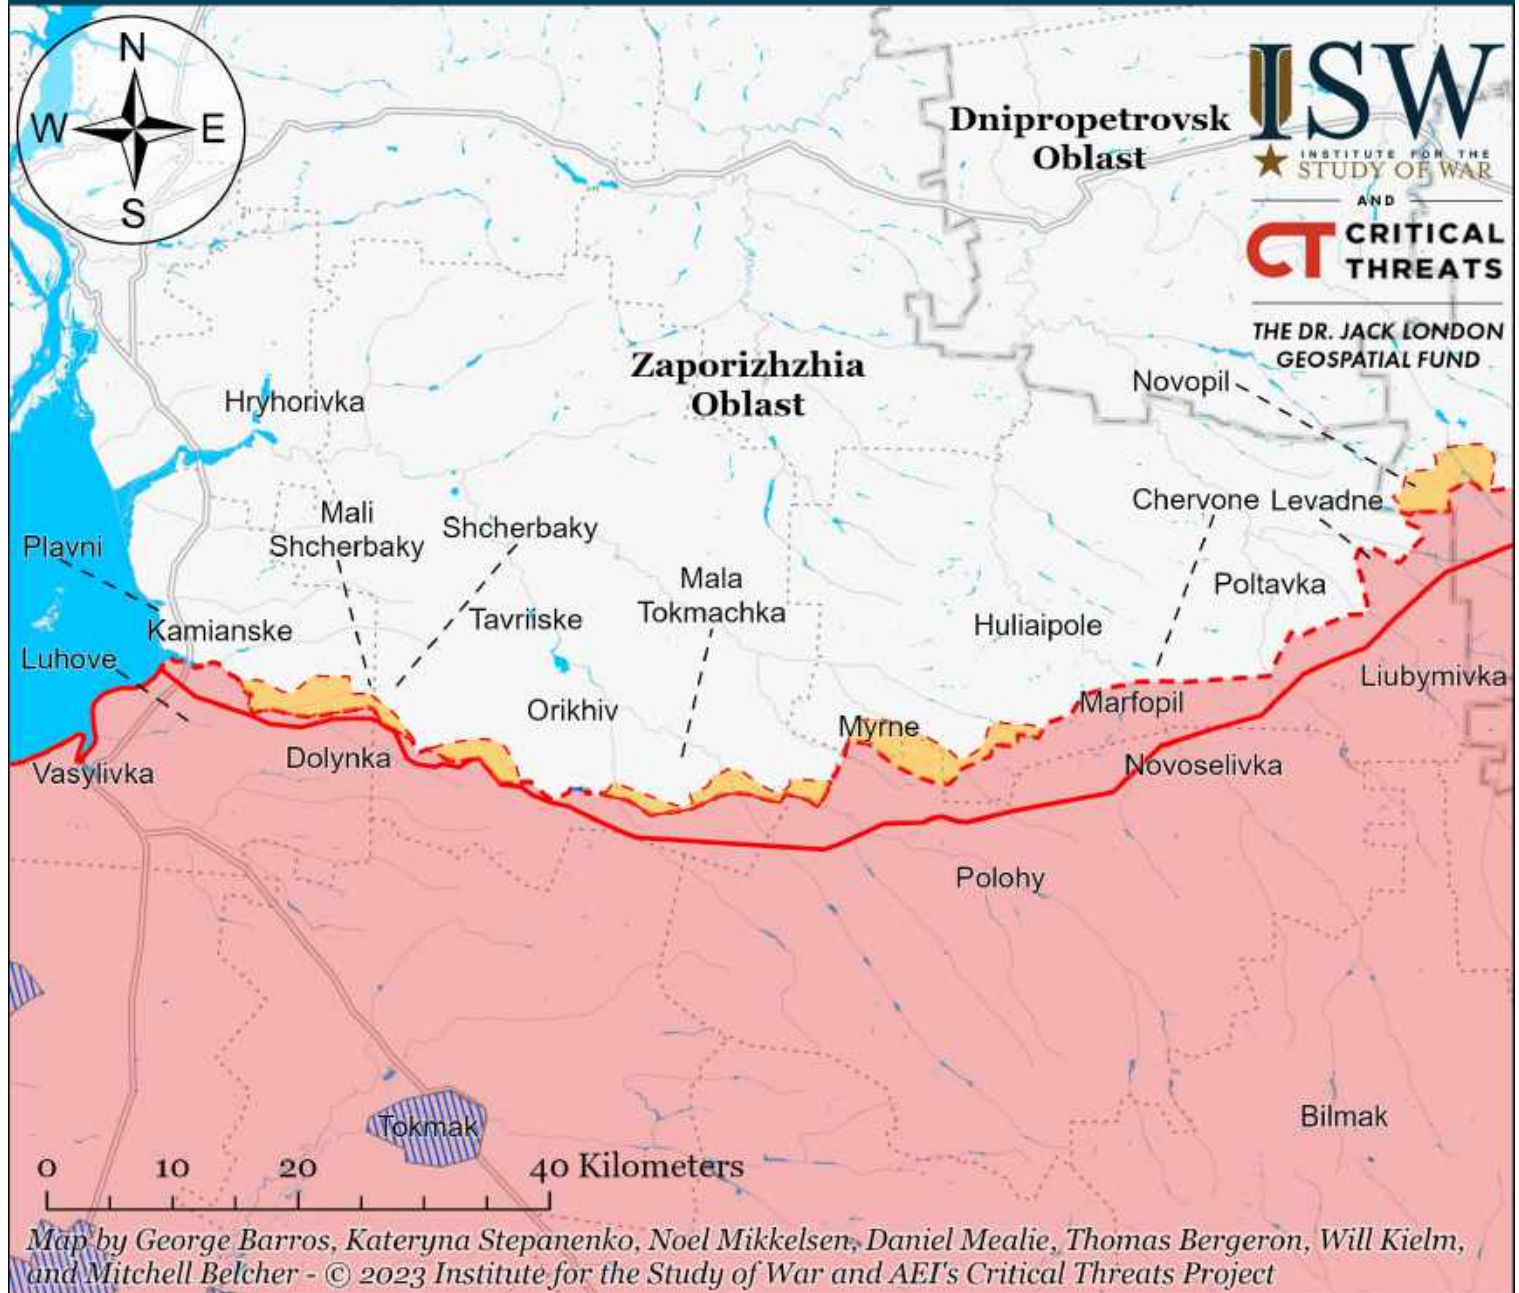 N
W
E
S
Dnipropetrovsk
Oblast
ISW
INSTITUTE FOR THE
STUDY OF WAR
AND
CT CRITICAL
THREATS
THE DR. JACK LONDON
GEOSPATIAL FUND
Zaporizhzhia
Oblast
Novopil
Hryhorivka
Chervone
Levadne
Mali
Shcherbaky
Shcherbaky
Plavni
Mala
Tokmachka
Poltavka
Tavriiske
Huliaipole
Kamianske
Luhove
Liubymivka
Orikhiv
Marfopil
Myrne
Dolynka
Vasylivka
Novoselivka
Polohy
Bilmak
Tokmak
0 10 20 40 Kilometers
Map by George Barros, Kateryna Stepanenko, Noel Mikkelsen, Daniel Mealie, Thomas Bergeron, Will Kielm,
and Mitchell Belcher - © 2023 Institute for the Study of War and AEI's Critical Threats Project